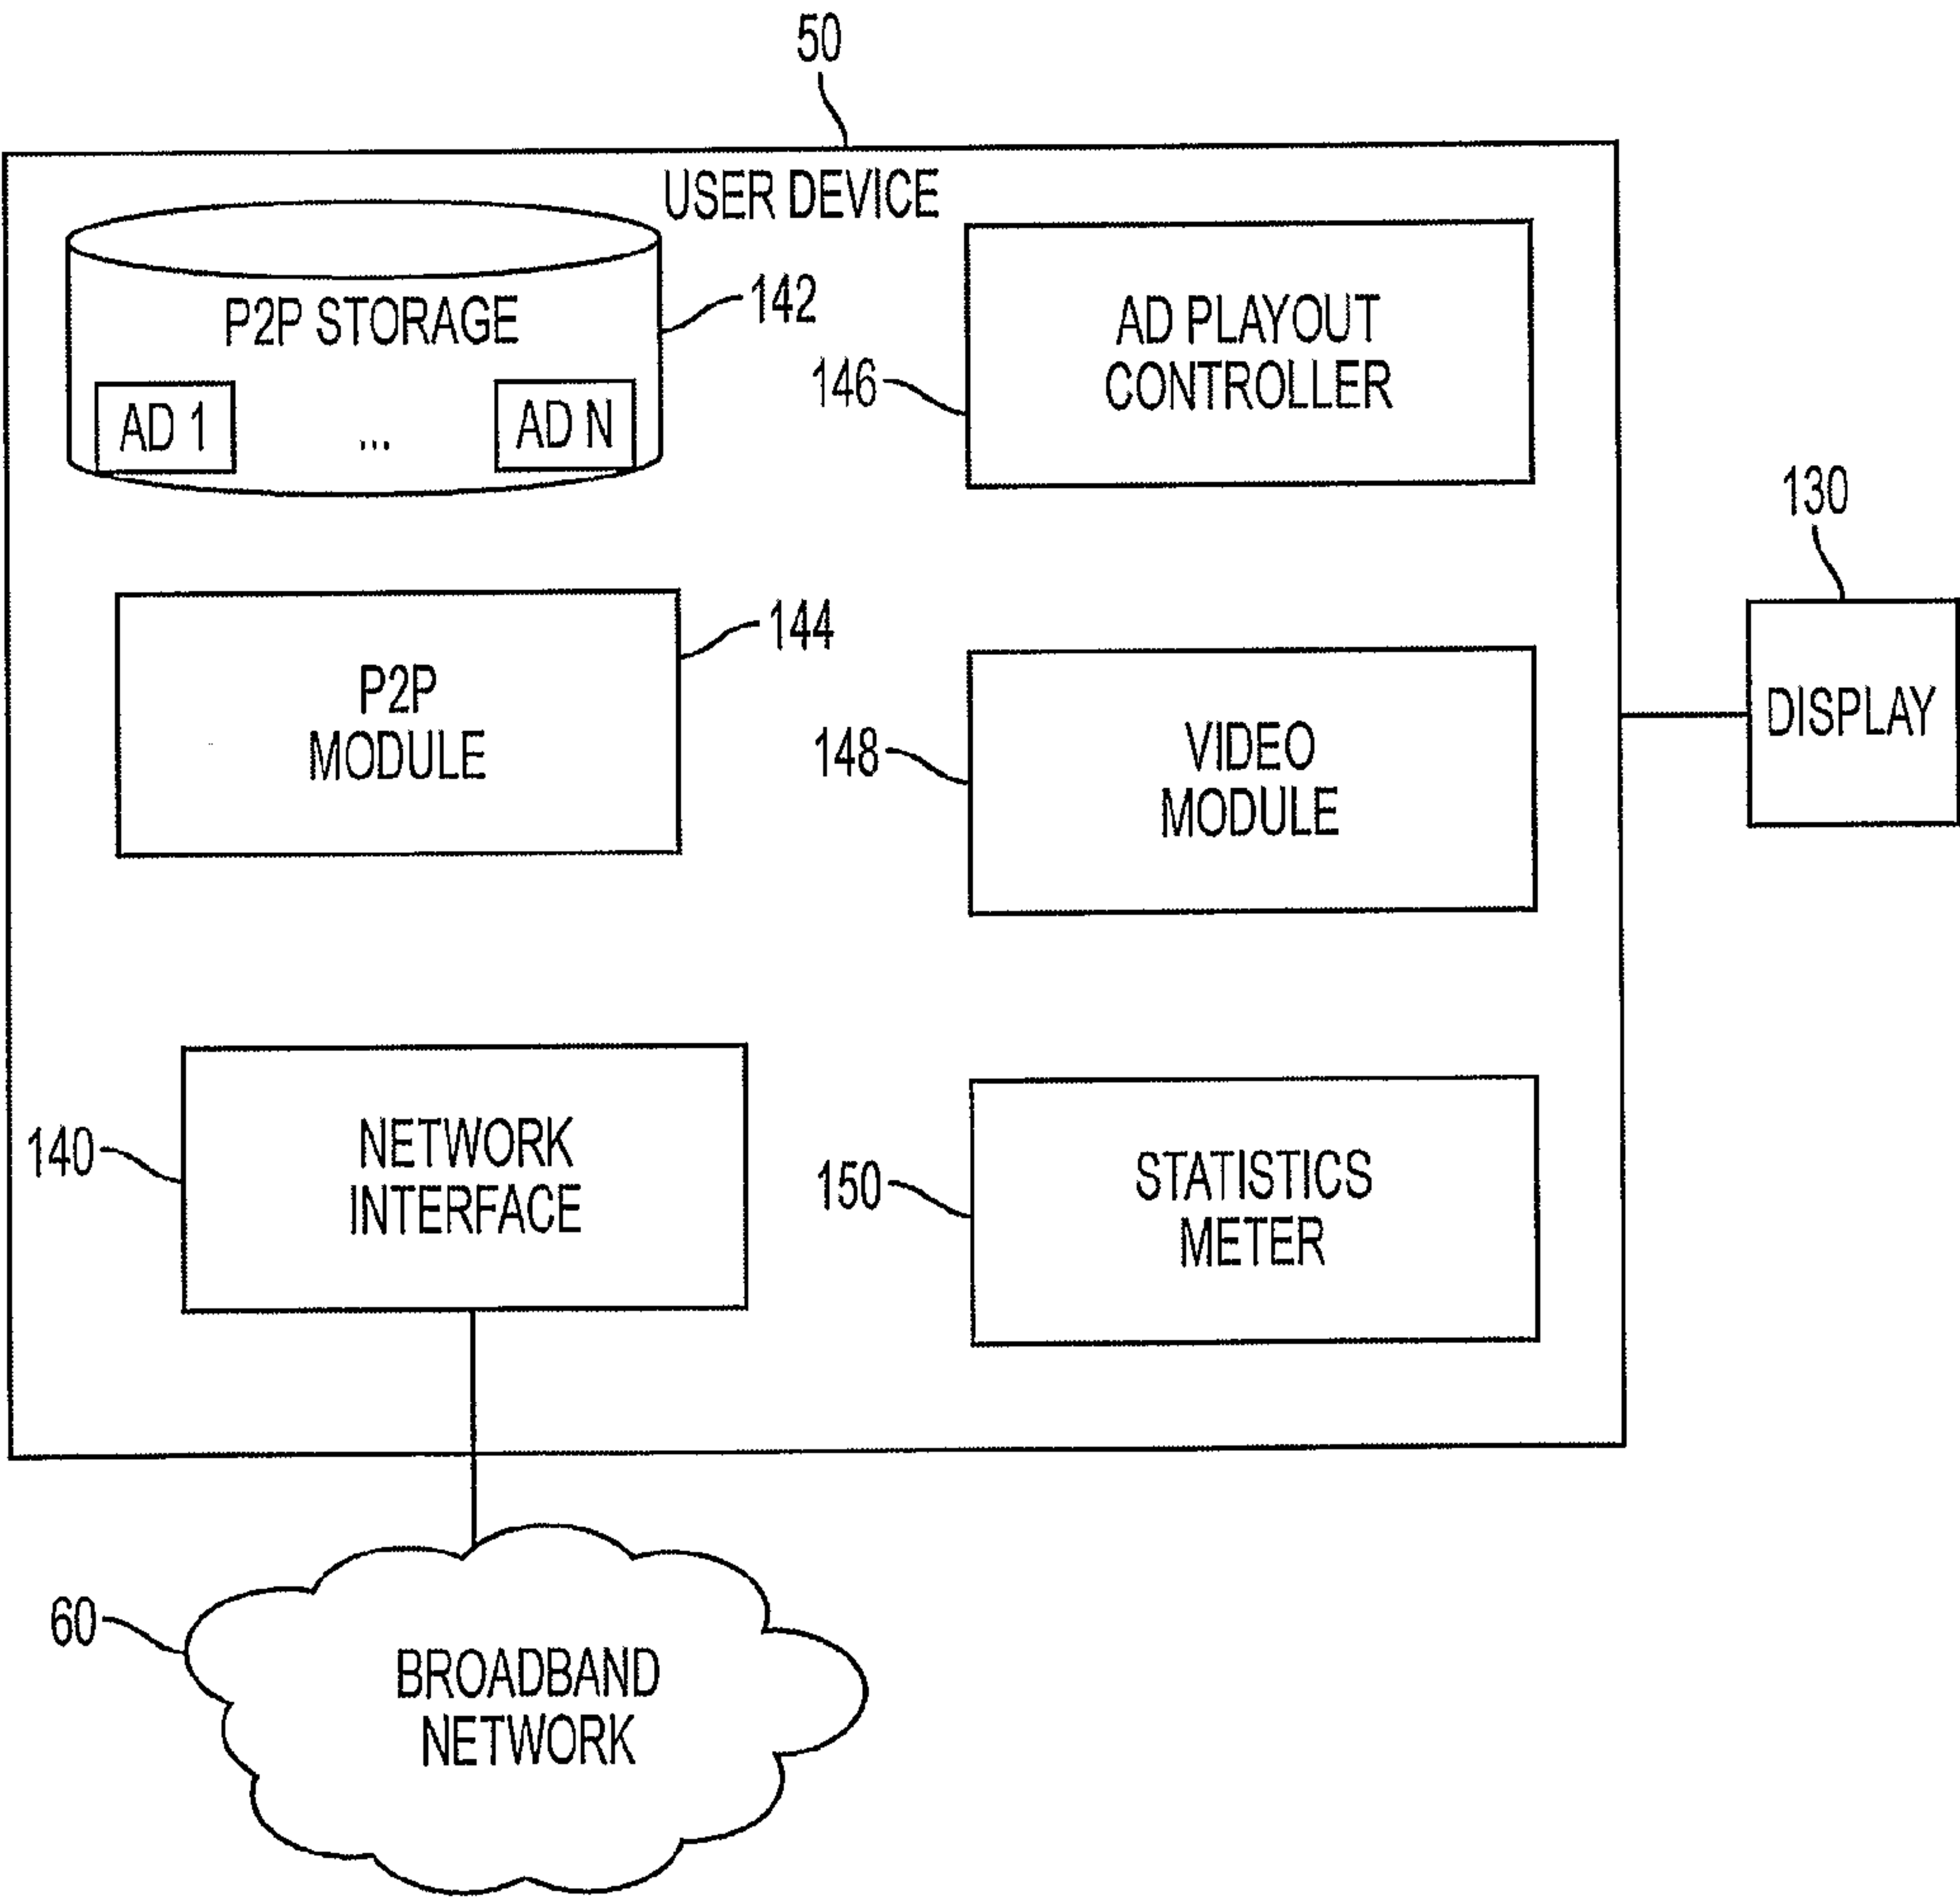 50
USER DEVICE
P2P STORAGE
142
AD 1
...
AD N
AD PLAYOUT
CONTROLLER
146
130
DISPLAY
P2P
MODULE
144
VIDEO
MODULE
148
NETWORK
INTERFACE
140
STATISTICS
METER
150
60
BROADBAND
NETWORK